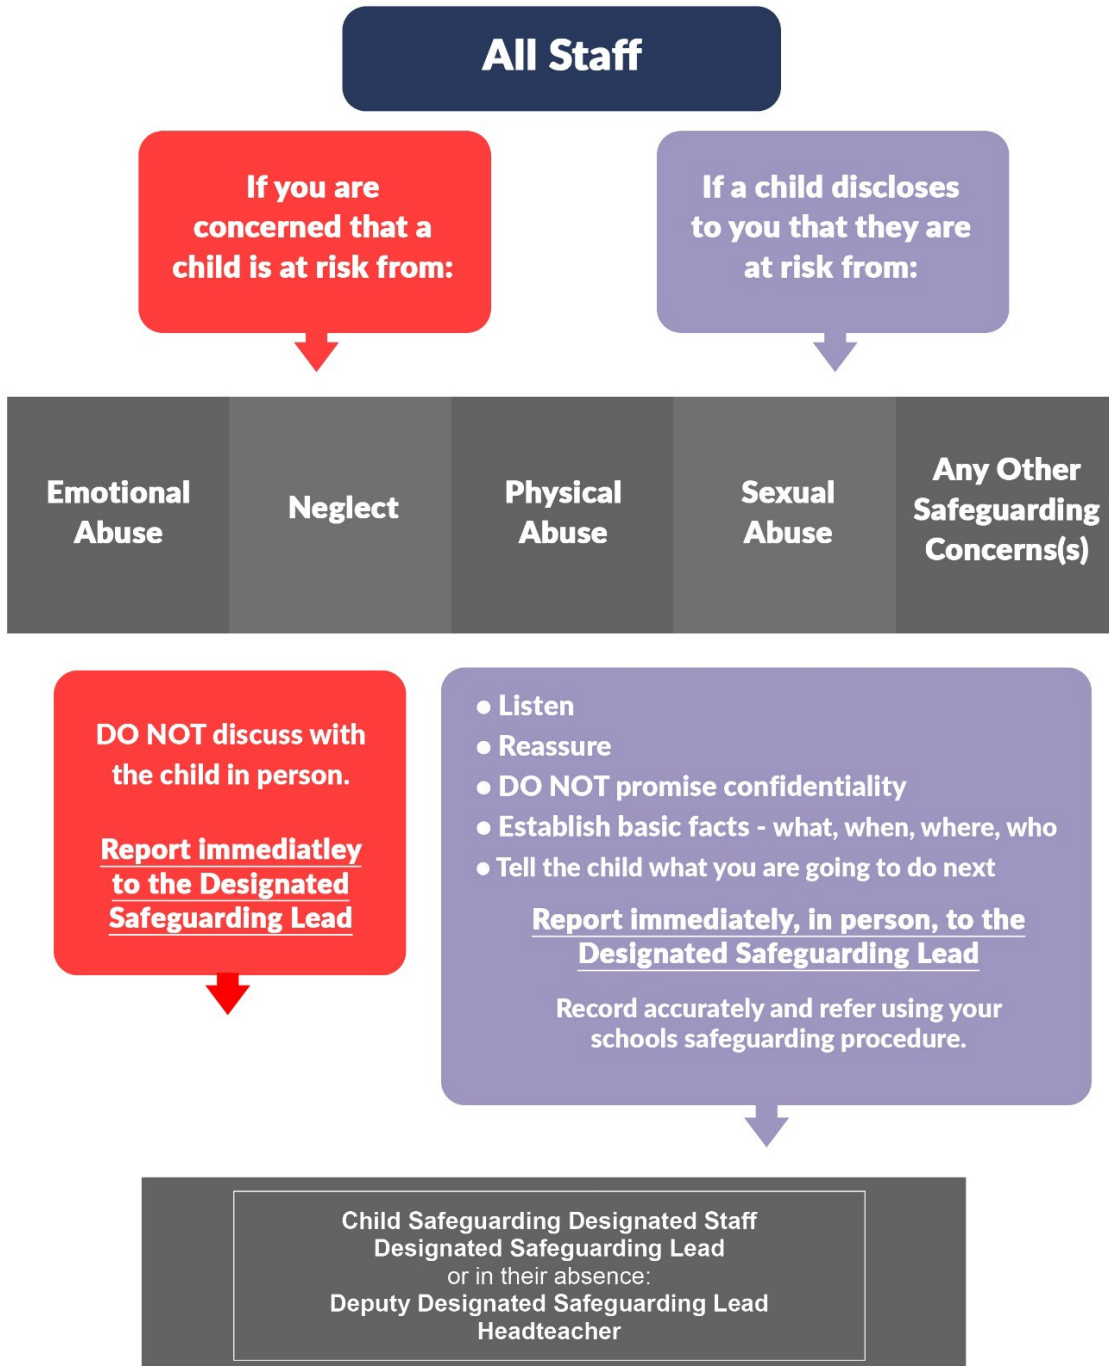 All Staff
If you are
concerned that a
child is at risk from:
If a child discloses
to you that they are
at risk from:
Emotional
Abuse
Neglect
Physical
Abuse
Sexual
Abuse
Any Other
Safeguarding
Concerns(s)
DO NOT discuss with
the child in person.
Report immediatley
to the Designated
Safeguarding Lead
● Listen
● Reassure
● DO NOT promise confidentiality
● Establish basic facts - what, when, where, who
● Tell the child what you are going to do next
Report immediately, in person, to the
Designated Safeguarding Lead
Record accurately and refer using your
schools safeguarding procedure.
Child Safeguarding Designated Staff
Designated Safeguarding Lead
or in their absence:
Deputy Designated Safeguarding Lead
Headteacher